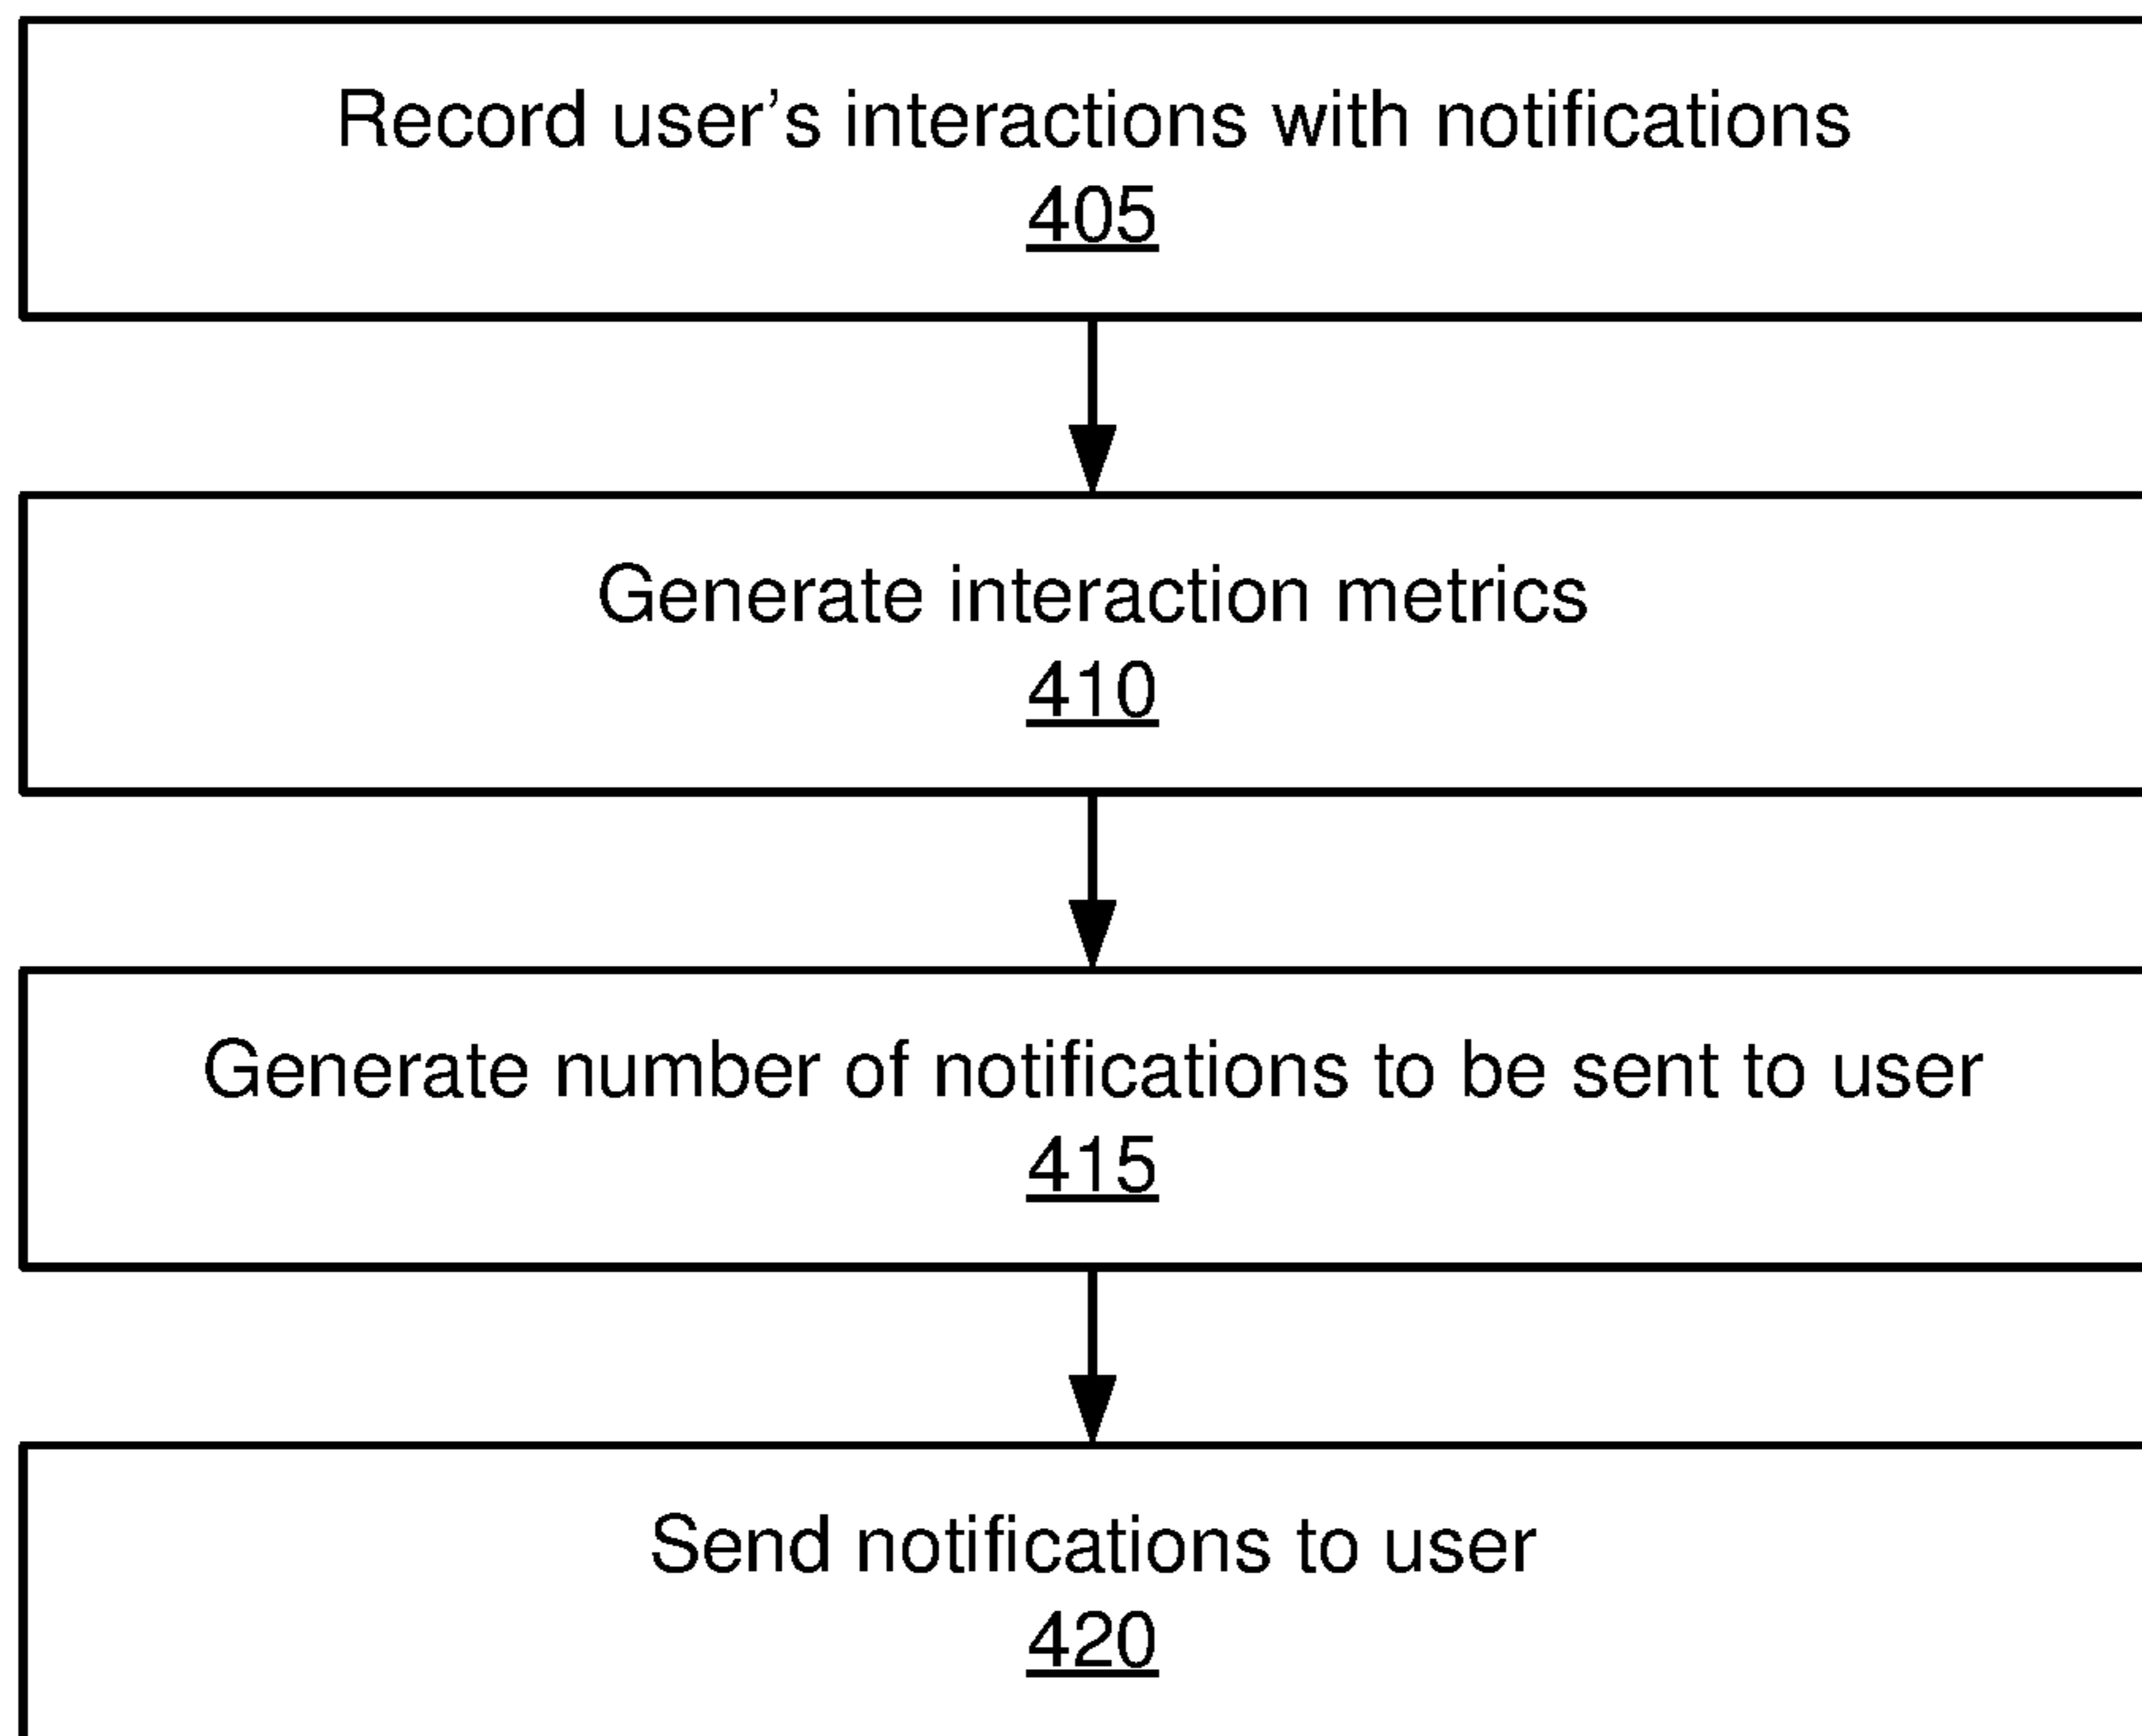 Record user’s interactions with notifications
405
Generate interaction metrics
410
Generate number of notifications to be sent to user
415
Send notifications to user
420